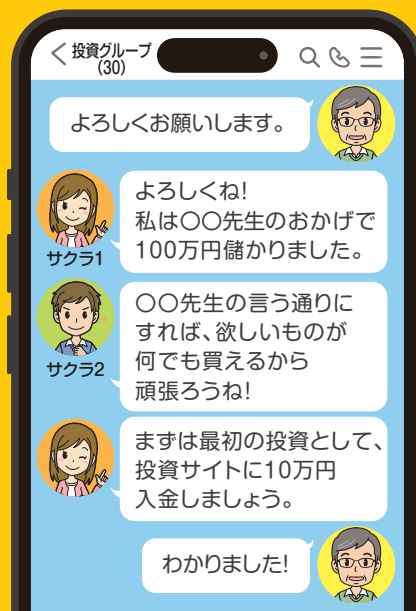 投資グループ
(30)
よろしくお願いします。
よろしくね!
私は〇〇先生のおかげで
100万円儲かりました。
サクラ1
〇〇先生の言う通りに
すれば、欲しいものが
何でも買えるから
頑張ろうね!
サクラ2
まずは最初の投資として、
投資サイトに10万円
入金しましょう。
わかりました!